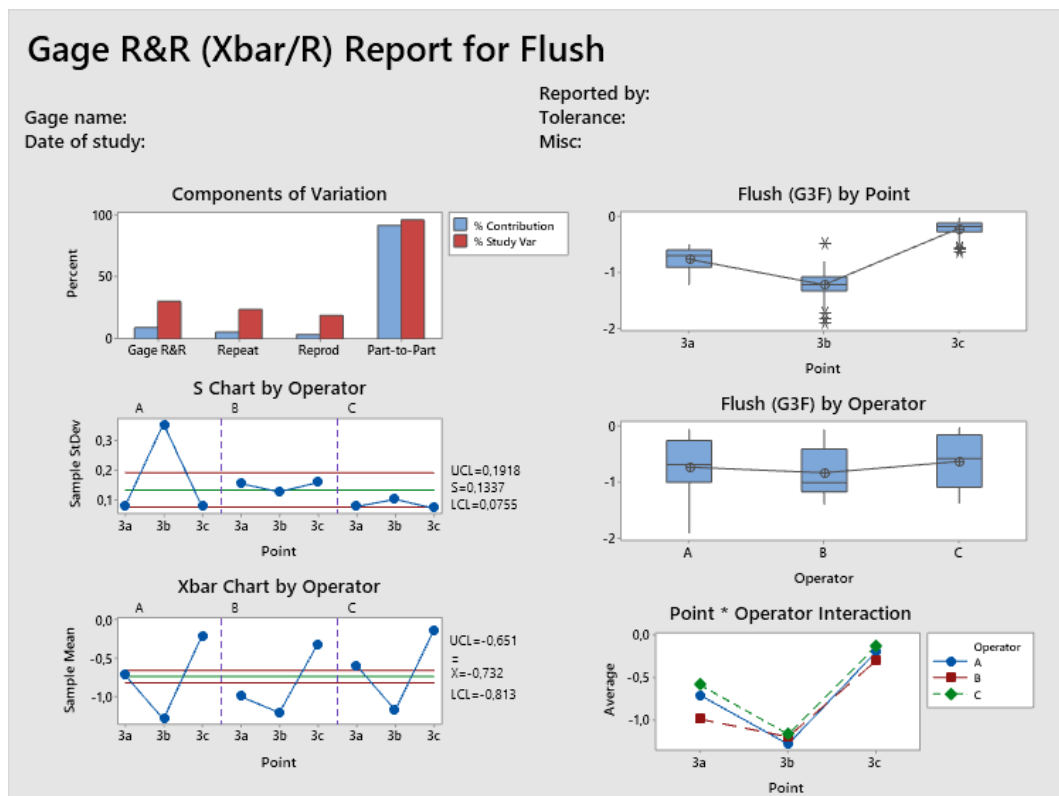 Gage R&R (Xbar/R) Report for Flush
Reported by:
Gage name:
Tolerance:
Date of study:
Misc:
Components of Variation
100
50
0
Percent
Gage R&R
Repeat
Reprod
Part-to-Part
% Contribution
% Study Var
S Chart by Operator
A
B
C
0,3
0,2
0,1
Sample StDev
3a 3b 3c 3a 3b 3c 3a 3b 3c
Point
UCL=0,1918
S=0,1337
LCL=0,0755
Xbar Chart by Operator
A
B
C
0,0
-0,5
-1,0
Sample Mean
3a 3b 3c 3a 3b 3c 3a 3b 3c
Point
UCL=-0,651
=
X=-0,732
LCL=-0,813
Flush (G3F) by Point
0
-1
-2
3a
3b
3c
Point
Flush (G3F) by Operator
0
-1
-2
A
B
C
Operator
Point * Operator Interaction
0,0
-0,5
-1,0
Average
3a
3b
3c
Point
Operator
A
B
C